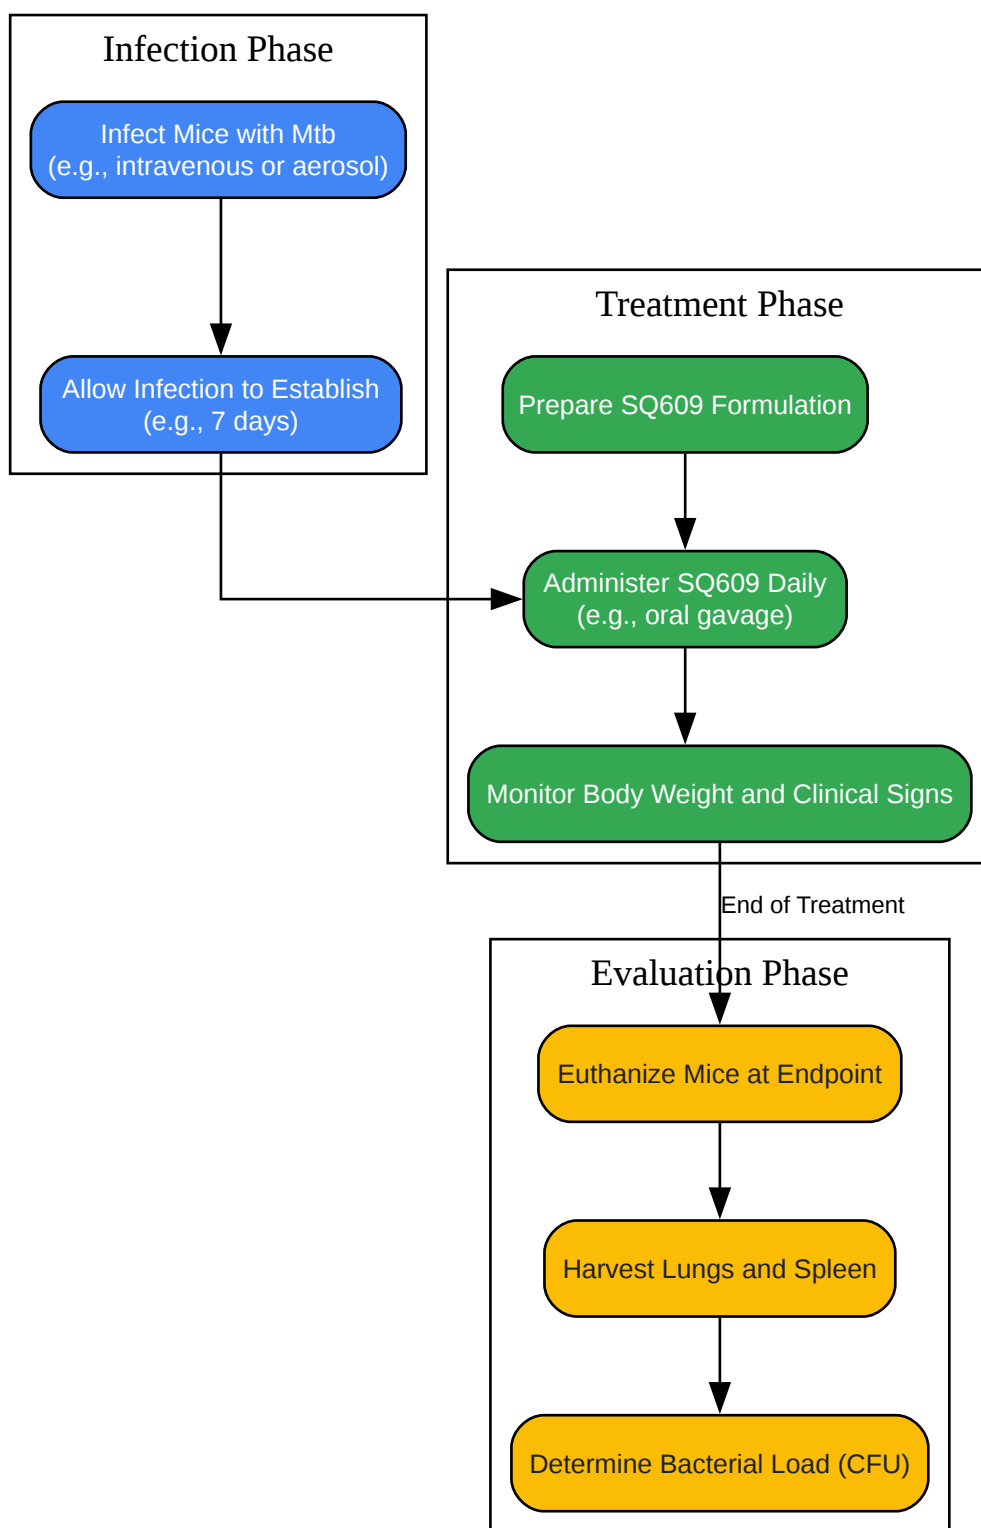 Infection Phase
Infect Mice with Mtb
(e.g., intravenous or aerosol)
Allow Infection to Establish
(e.g., 7 days)
Treatment Phase
Prepare SQ609 Formulation
Administer SQ609 Daily
(e.g., oral gavage)
Monitor Body Weight and Clinical Signs
End of Treatment
Evaluation Phase
Euthanize Mice at Endpoint
Harvest Lungs and Spleen
Determine Bacterial Load (CFU)